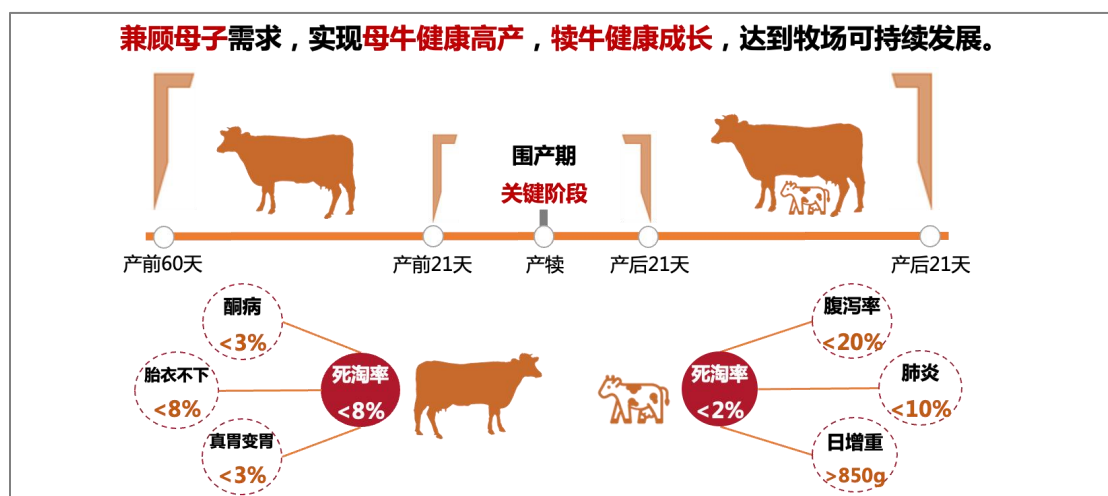 兼顾母子需求，实现母牛健康高产，犊牛健康成长，达到牧场可持续发展。
围产期
关键阶段
产前60天
产前21天
产犊
产后21天
产后21天
酮病
<3%
胎衣不下
<8%
真胃变胃
<3%
死淘率
<8%
死淘率
<2%
腹泻率
<20%
肺炎
<10%
日增重
>850g